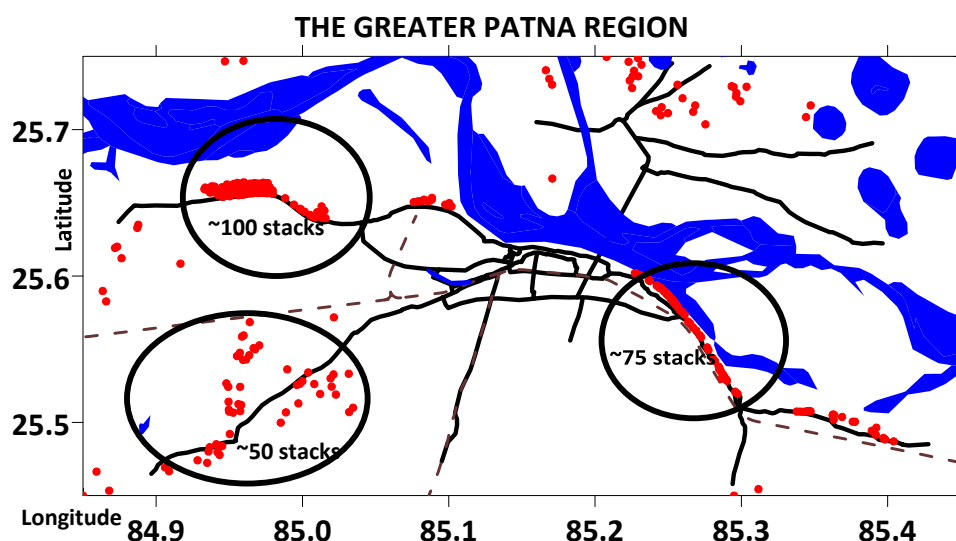 THE GREATER PATNA REGION
25.7
Latitude
~100 stacks
25.6
~75 stacks
25.5
~50 stacks
Longitude
84.9 85.0 85.1 85.2 85.3 85.4